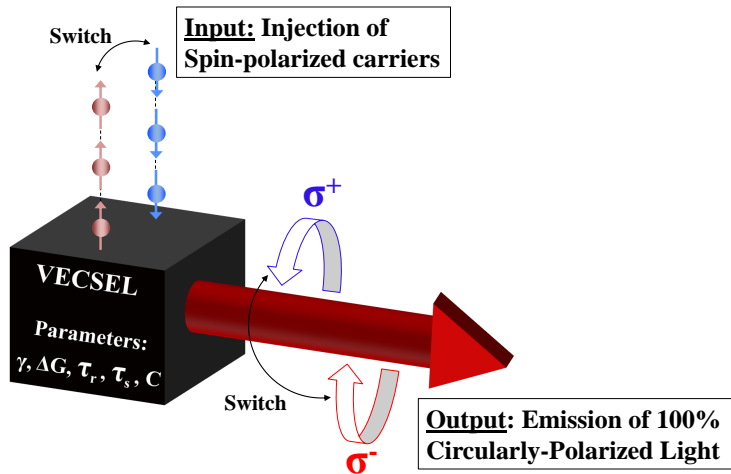 Switch
Input: Injection of
Spin-polarized carriers
σ+
VECSEL
Parameters:
γ, ΔG, τr, τs, C
Switch
σ-
Output: Emission of 100%
Circularly-Polarized Light